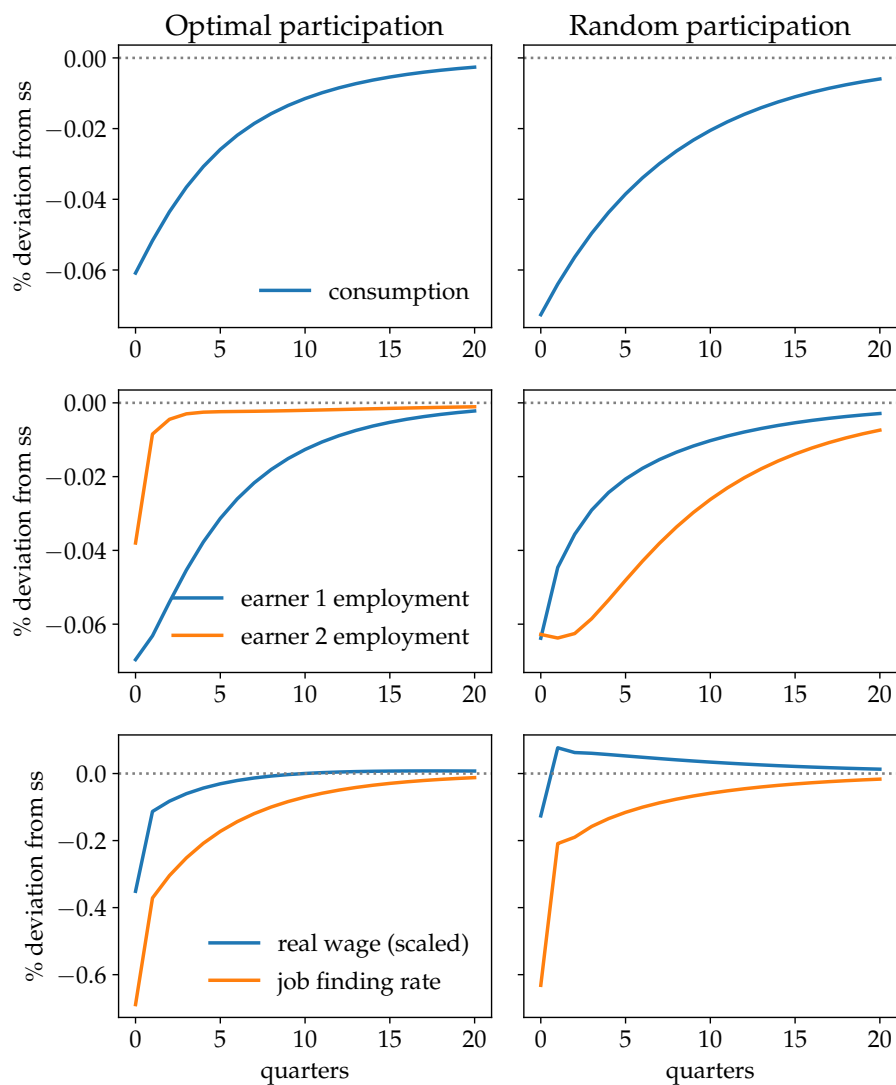 Optimal participation
Random participation
% deviation from ss
0.00
−0.02
−0.04
−0.06
consumption
0 5 10 15 20
0 5 10 15 20
% deviation from ss
0.00
−0.02
−0.04
−0.06
earner 1 employment
earner 2 employment
0 5 10 15 20
0 5 10 15 20
% deviation from ss
0.0
−0.2
−0.4
−0.6
real wage (scaled)
job finding rate
0 5 10 15 20
0 5 10 15 20
quarters
quarters